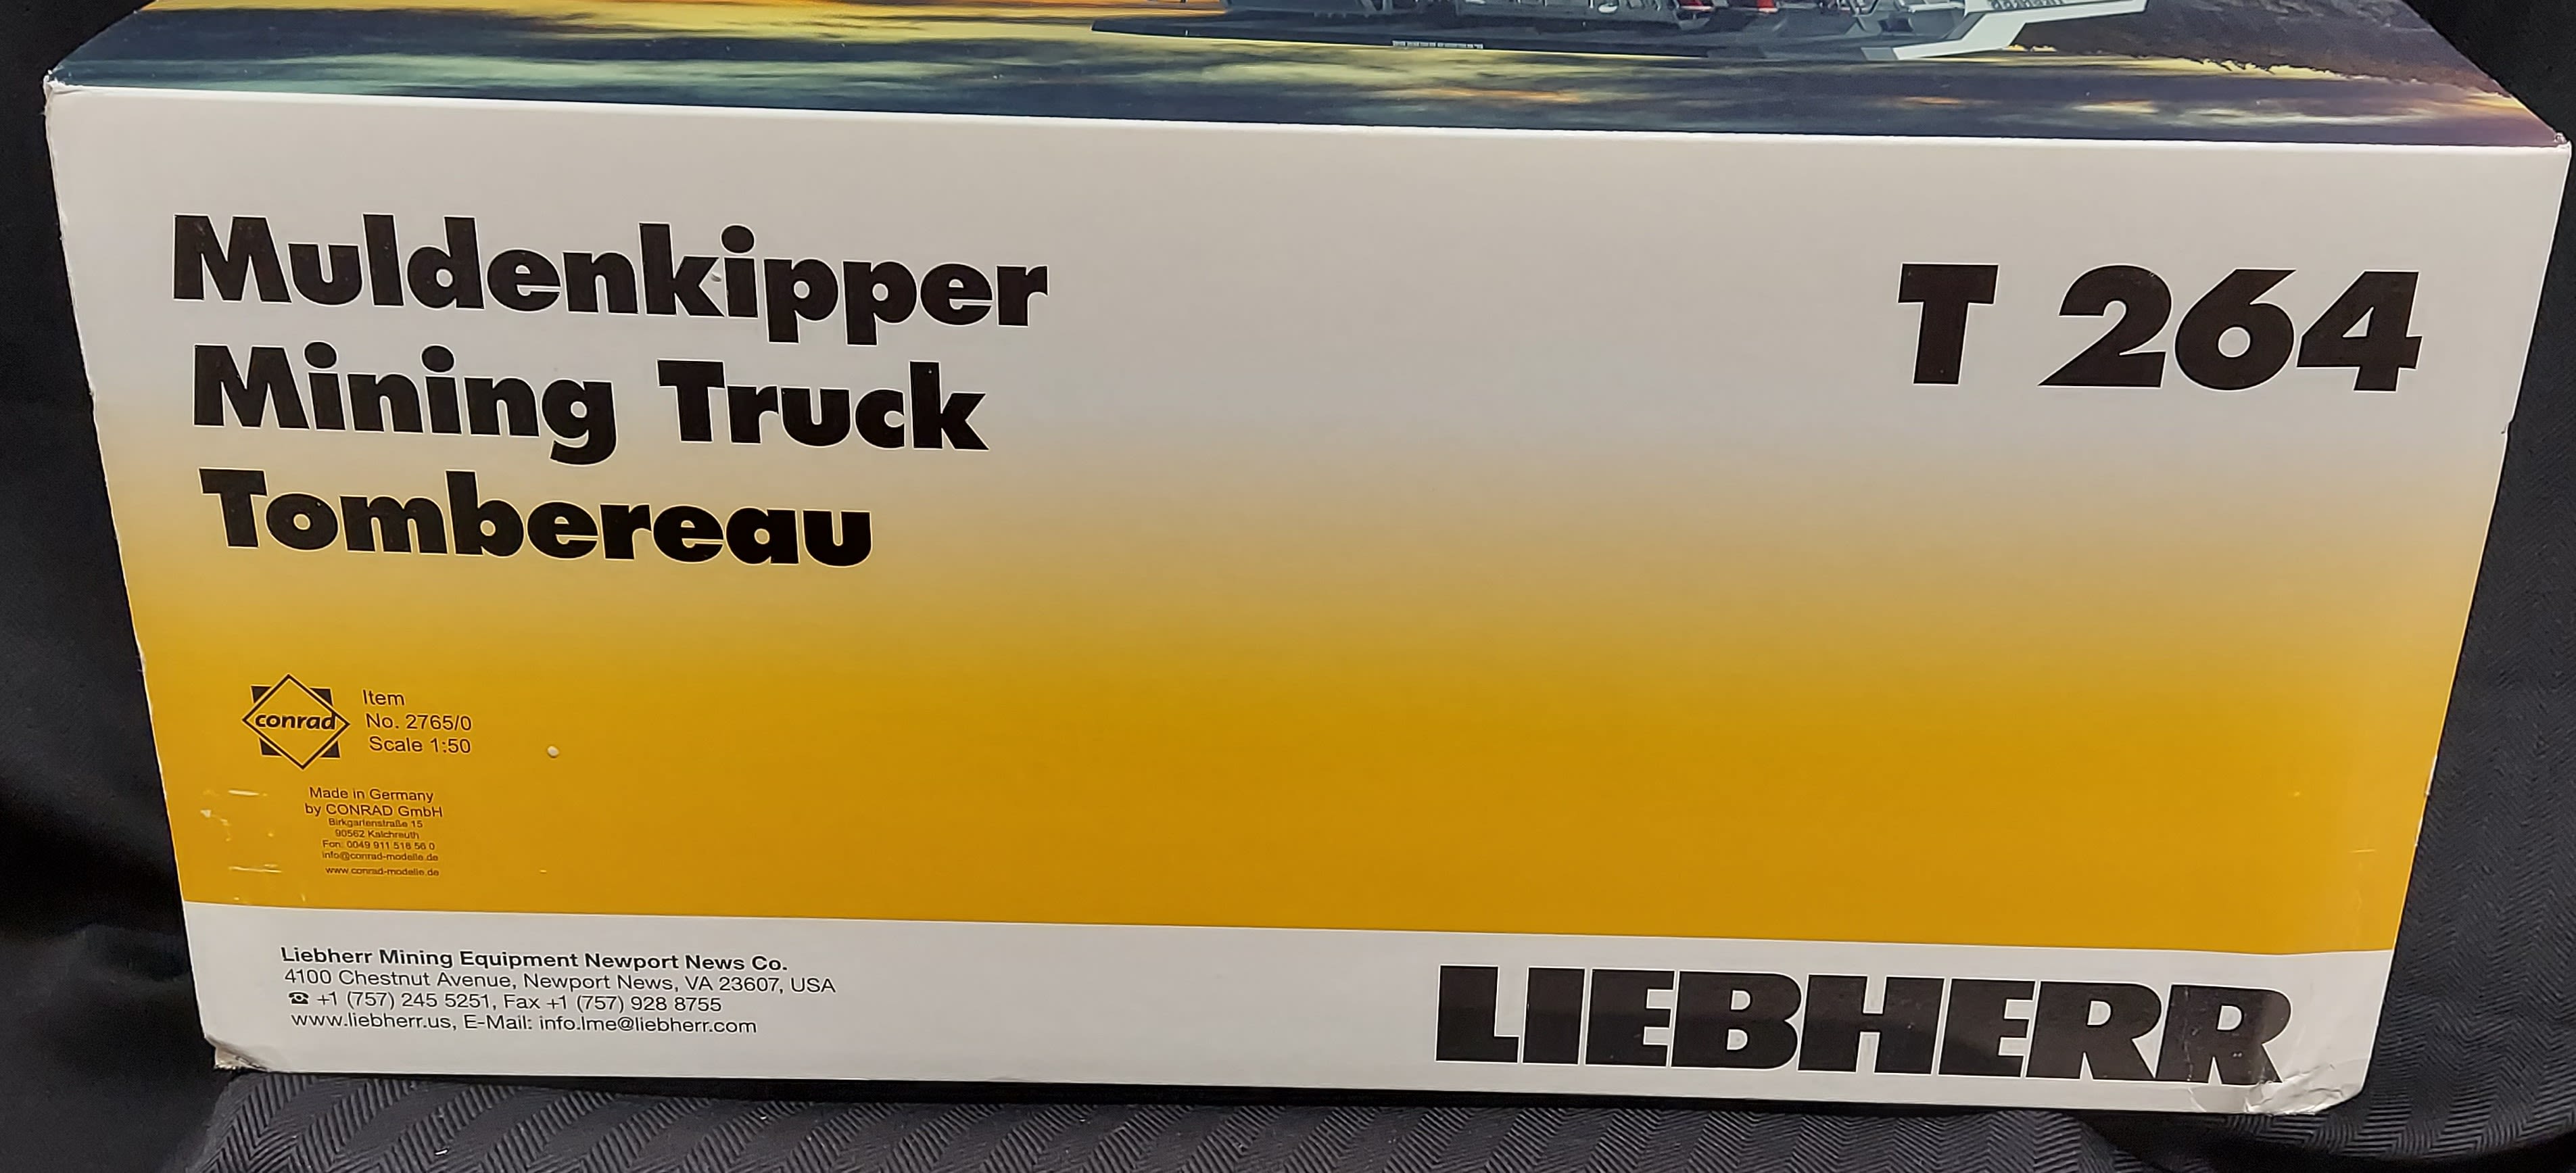 Muldenkipper
Mining Truck
Tombereau
T 264
conrad
Item
No. 2765/0
Scale 1:50
Made in Germany
by CONRAD GmbH
Birkgartenstraße 15
90562 Kalchreuth
Fon: 0049 911 518 56 0
info@conrad-modelle.de
www.conrad-modelle.de
Liebherr Mining Equipment Newport News Co.
4100 Chestnut Avenue, Newport News, VA 23607, USA
☎ +1 (757) 245 5251, Fax +1 (757) 928 8755
www.liebherr.us, E-Mail: info.lme@liebherr.com
LIEBHERR